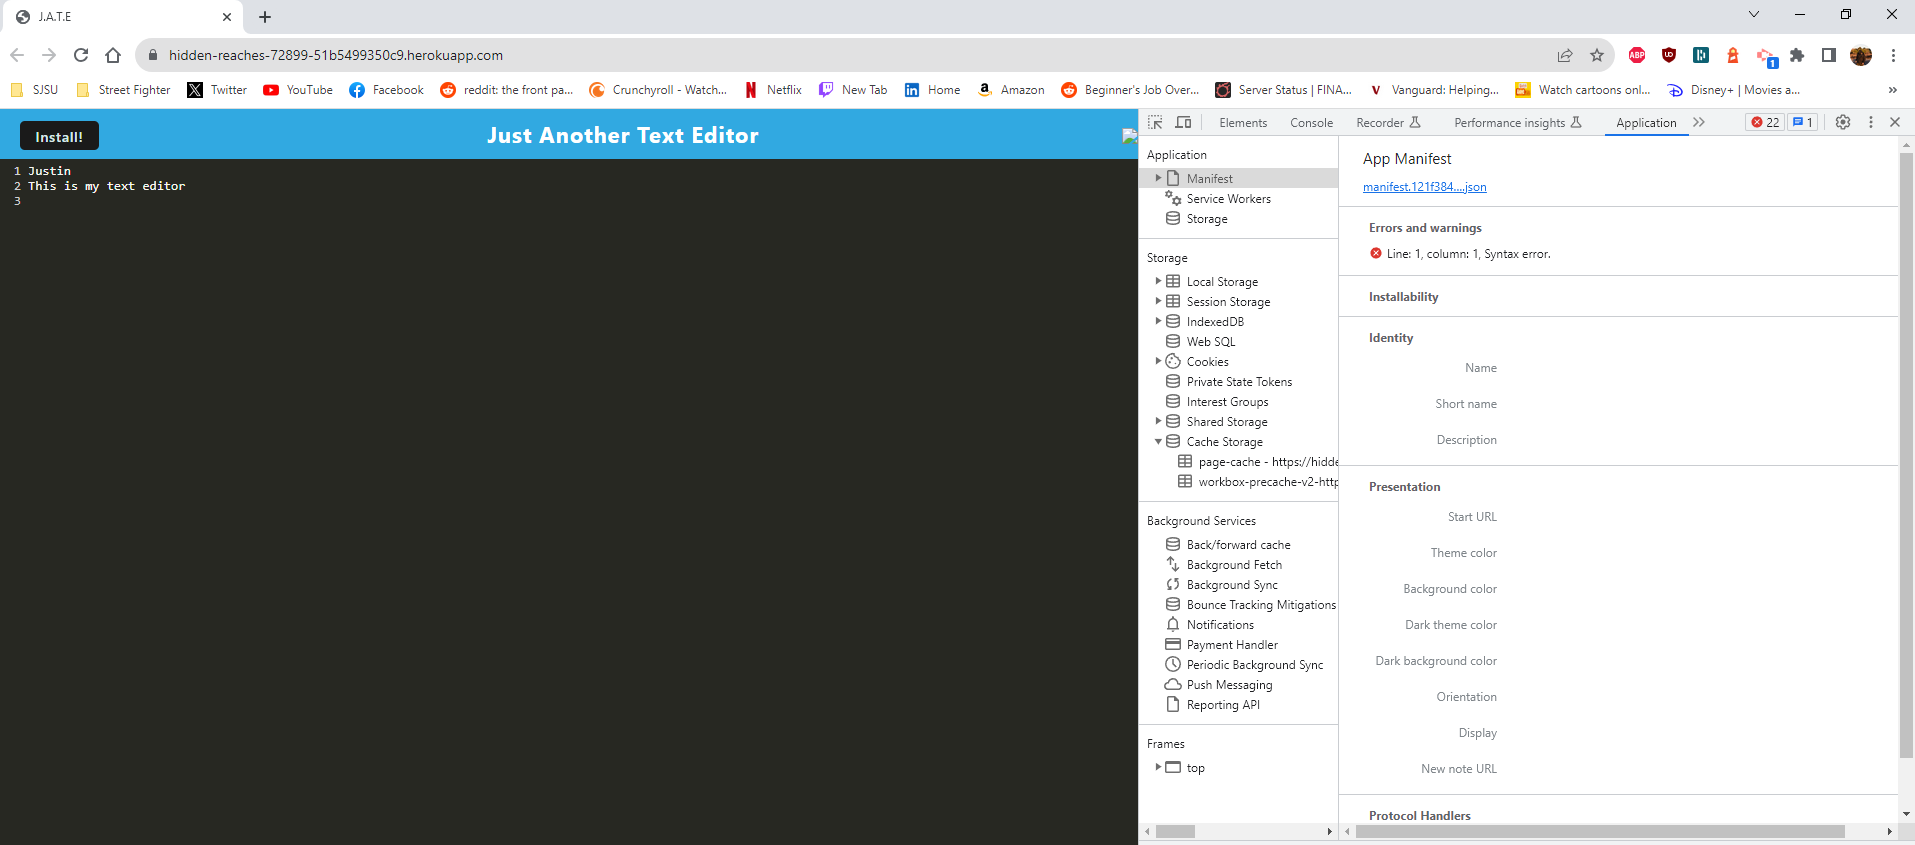 J.A.T.E
hidden-reaches-72899-51b5499350c9.herokuapp.com
ABP
1
SJSU Street Fighter Twitter YouTube Facebook reddit: the front pa... Crunchyroll - Watch... Netflix New Tab Home Amazon Beginner's Job Over... Server Status | FINA... Vanguard: Helping... Watch cartoons onl... Disney+ | Movies a... »
Install!
Just Another Text Editor
1 Justin
2 This is my text editor
3
Elements Console Recorder Performance insights Application 22 1
Application
Manifest
Service Workers
Storage
Storage
Local Storage
Session Storage
IndexedDB
Web SQL
Cookies
Private State Tokens
Interest Groups
Shared Storage
Cache Storage
page-cache - https://hidde
workbox-precache-v2-http
Background Services
Back/forward cache
Background Fetch
Background Sync
Bounce Tracking Mitigations
Notifications
Payment Handler
Periodic Background Sync
Push Messaging
Reporting API
Frames
top
App Manifest
manifest.121f384....json
Errors and warnings
Line: 1, column: 1, Syntax error.
Installability
Identity
Name
Short name
Description
Presentation
Start URL
Theme color
Background color
Dark theme color
Dark background color
Orientation
Display
New note URL
Protocol Handlers